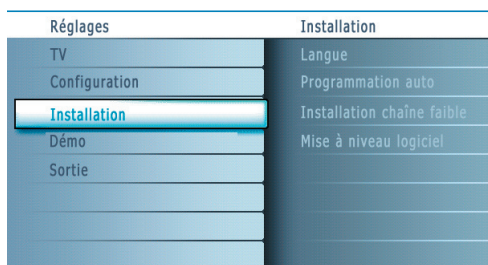 Réglages
TV
Configuration
Installation
Démo
Sortie
Installation
Langue
Programmation auto
Installation chaîne faible
Mise à niveau logiciel